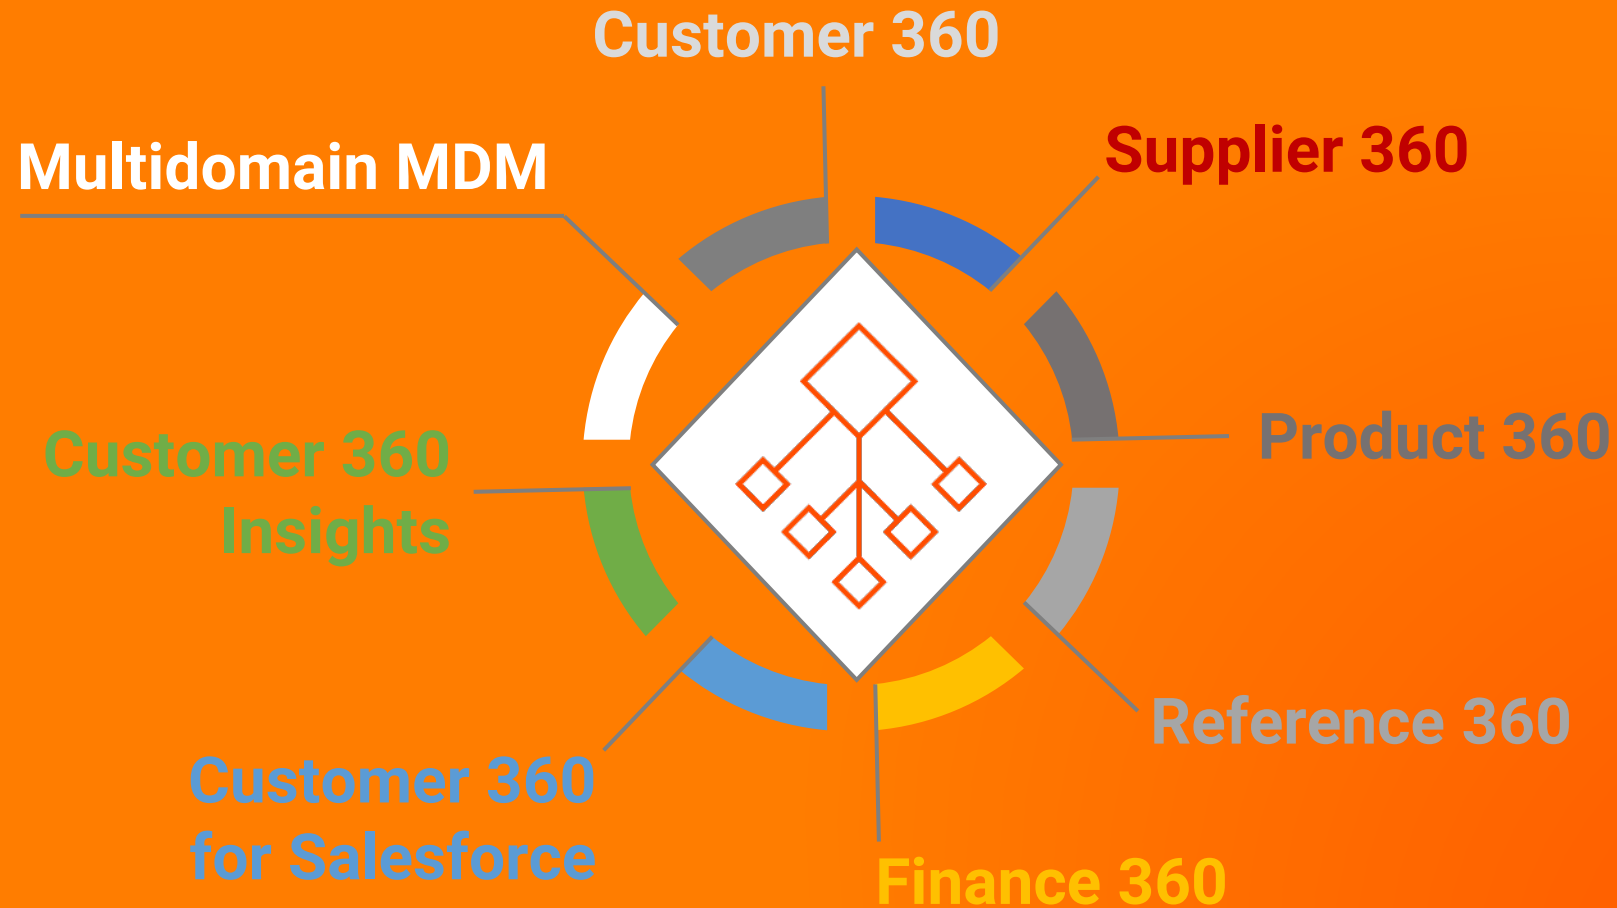 Customer 360
Supplier 360
Multidomain MDM
Product 360
Customer 360
Insights
Reference 360
Customer 360
for Salesforce
Finance 360